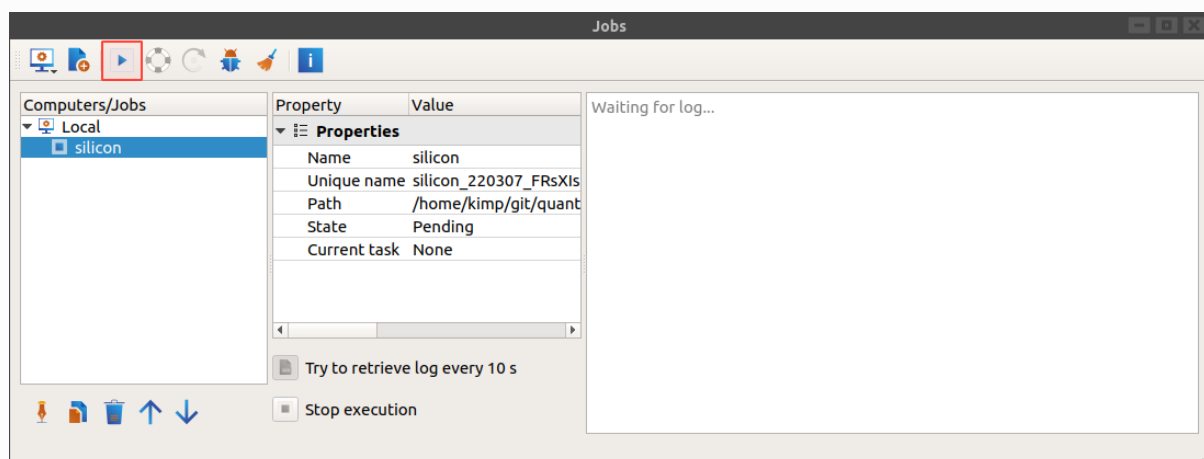 Jobs
Computers/Jobs
Local
silicon
Property Value
Properties
Name silicon
Unique name silicon_220307_FRsXIs
Path /home/kimp/git/quant
State Pending
Current task None
Try to retrieve log every 10 s
Stop execution
Waiting for log...